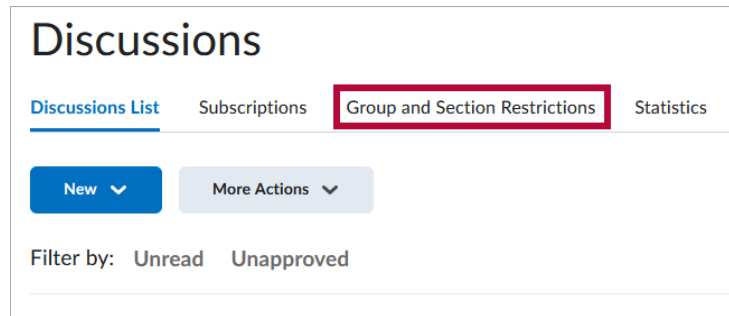 Discussions
Discussions List Subscriptions Group and Section Restrictions Statistics
New More Actions
Filter by: Unread Unapproved